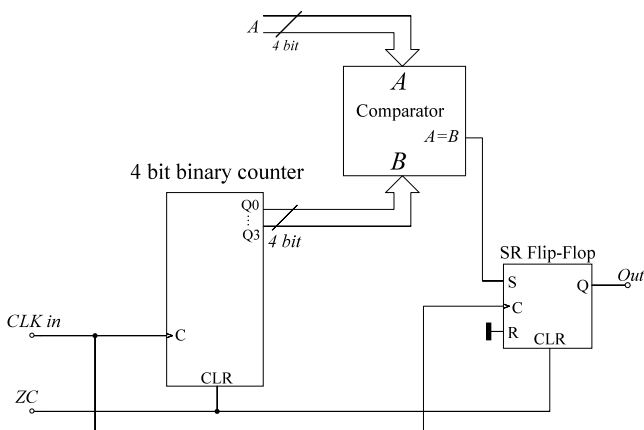 A
4 bit
A
Comparator
A=B
B
4 bit binary counter
Q0
Q3
4 bit
SR Flip-Flop
S
Q
Out
CLK in
C
C
R
CLR
CLR
ZC